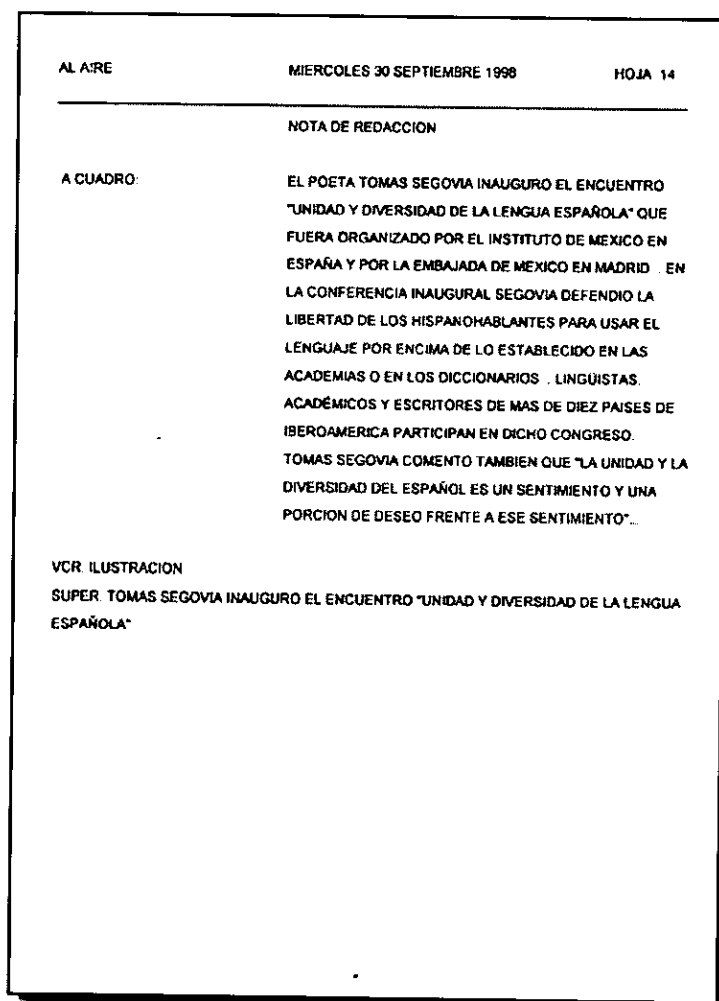 AL AIRE MIERCOLES 30 SEPTIEMBRE 1998 HOJA 14
NOTA DE REDACCION
A CUADRO: EL POETA TOMAS SEGOVIA INAUGURO EL ENCUENTRO
"UNIDAD Y DIVERSIDAD DE LA LENGUA ESPAÑOLA" QUE
FUERA ORGANIZADO POR EL INSTITUTO DE MEXICO EN
ESPAÑA Y POR LA EMBAJADA DE MEXICO EN MADRID . EN
LA CONFERENCIA INAUGURAL SEGOVIA DEFENDIO LA
LIBERTAD DE LOS HISPANOHABLANTES PARA USAR EL
LENGUAJE POR ENCIMA DE LO ESTABLECIDO EN LAS
ACADEMIAS O EN LOS DICCIONARIOS . LINGÜISTAS,
ACADÉMICOS Y ESCRITORES DE MAS DE DIEZ PAISES DE
IBEROAMERICA PARTICIPAN EN DICHO CONGRESO.
TOMAS SEGOVIA COMENTO TAMBIEN QUE "LA UNIDAD Y LA
DIVERSIDAD DEL ESPAÑOL ES UN SENTIMIENTO Y UNA
PORCION DE DESEO FRENTE A ESE SENTIMIENTO"...
VCR. ILUSTRACION
SUPER. TOMAS SEGOVIA INAUGURO EL ENCUENTRO "UNIDAD Y DIVERSIDAD DE LA LENGUA
ESPAÑOLA"